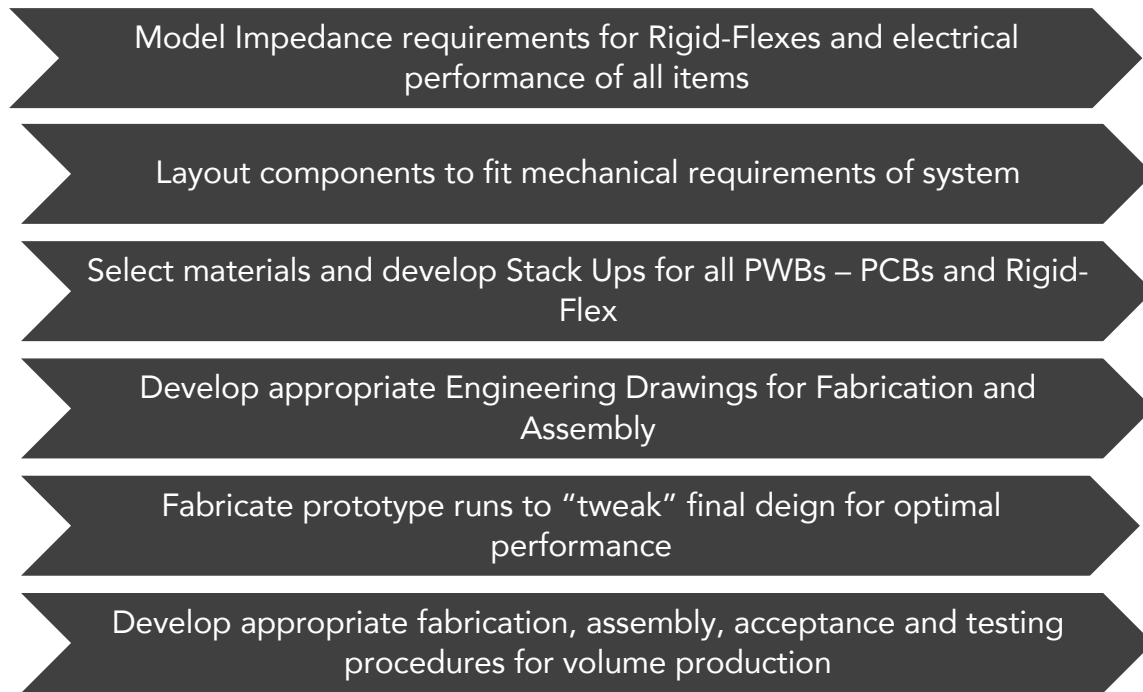 Model Impedance requirements for Rigid-Flexes and electrical
performance of all items
Layout components to fit mechanical requirements of system
Select materials and develop Stack Ups for all PWBs – PCBs and Rigid-
Flex
Develop appropriate Engineering Drawings for Fabrication and
Assembly
Fabricate prototype runs to “tweak” final deign for optimal
performance
Develop appropriate fabrication, assembly, acceptance and testing
procedures for volume production